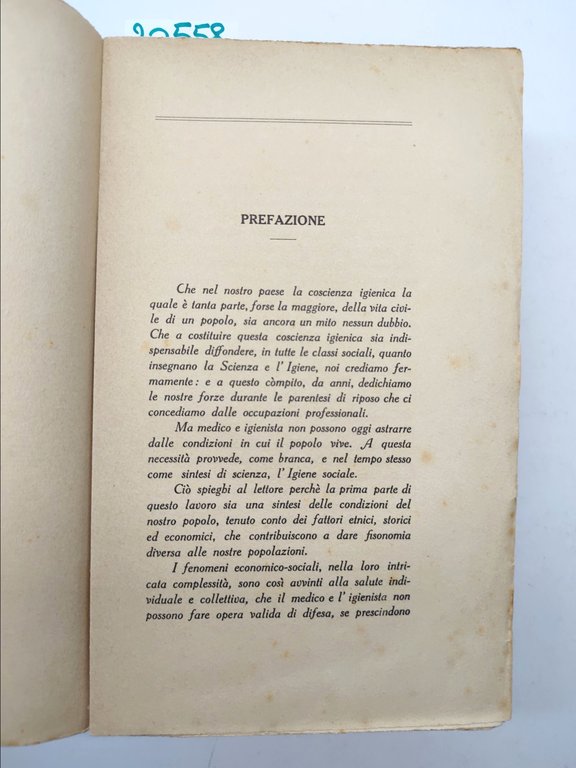 20558
PREFAZIONE
Che nel nostro paese la coscienza igienica la
quale è tanta parte, forse la maggiore, della vita civi-
le di un popolo, sia ancora un mito nessun dubbio.
Che a costituire questa coscienza igienica sia indi-
spensabile diffondere, in tutte le classi sociali, quanto
insegnano la Scienza e l' Igiene, noi crediamo fer-
mamente: e a questo còmpito, da anni, dedichiamo
le nostre forze durante le parentesi di riposo che ci
concediamo dalle occupazioni professionali.
Ma medico e igienista non possono oggi astrarre
dalle condizioni in cui il popolo vive. A questa
necessità provvede, come branca, e nel tempo stesso
come sintesi di scienza, l' Igiene sociale.
Ciò spieghi al lettore perchè la prima parte di
questo lavoro sia una sintesi delle condizioni del
nostro popolo, tenuto conto dei fattori etnici, storici
ed economici, che contribuiscono a dare fisonomia
diversa alle nostre popolazioni.
I fenomeni economico-sociali, nella loro intri-
cata complessità, sono così avvinti alla salute indi-
viduale e collettiva, che il medico e l' igienista non
possono fare opera valida di difesa, se prescindono